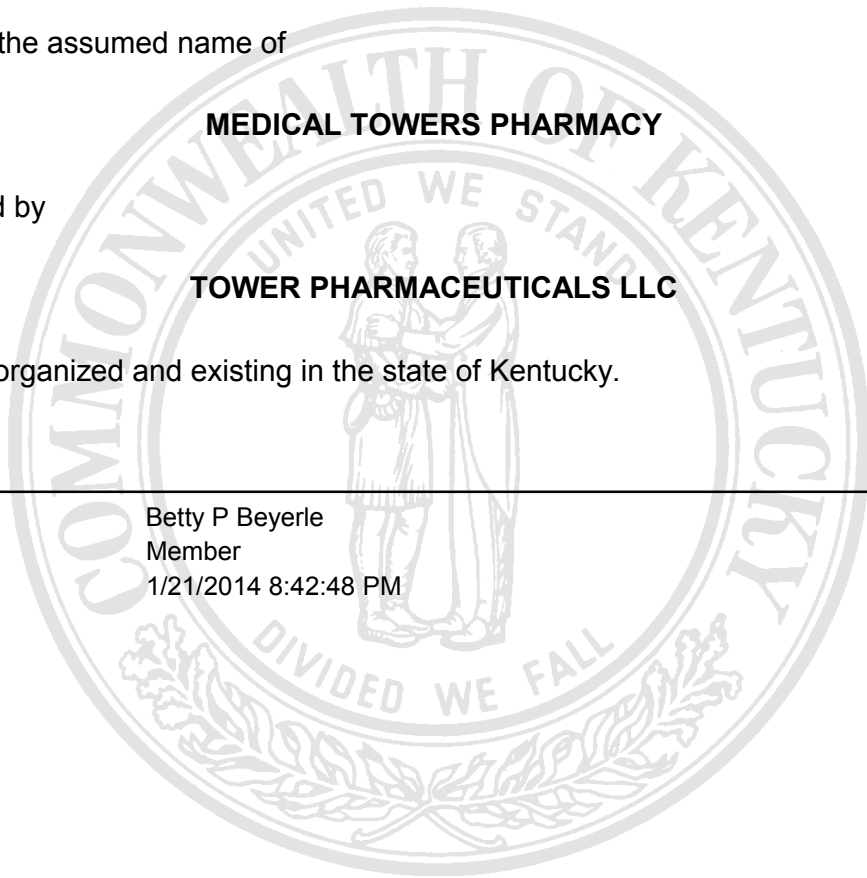 the assumed name of
MEDICAL TOWERS PHARMACY
d by
TOWER PHARMACEUTICALS LLC
organized and existing in the state of Kentucky.
Betty P Beyerle
Member
1/21/2014 8:42:48 PM
COMMONWEALTH OF KENTUCKY
UNITED WE STAND
DIVIDED WE FALL